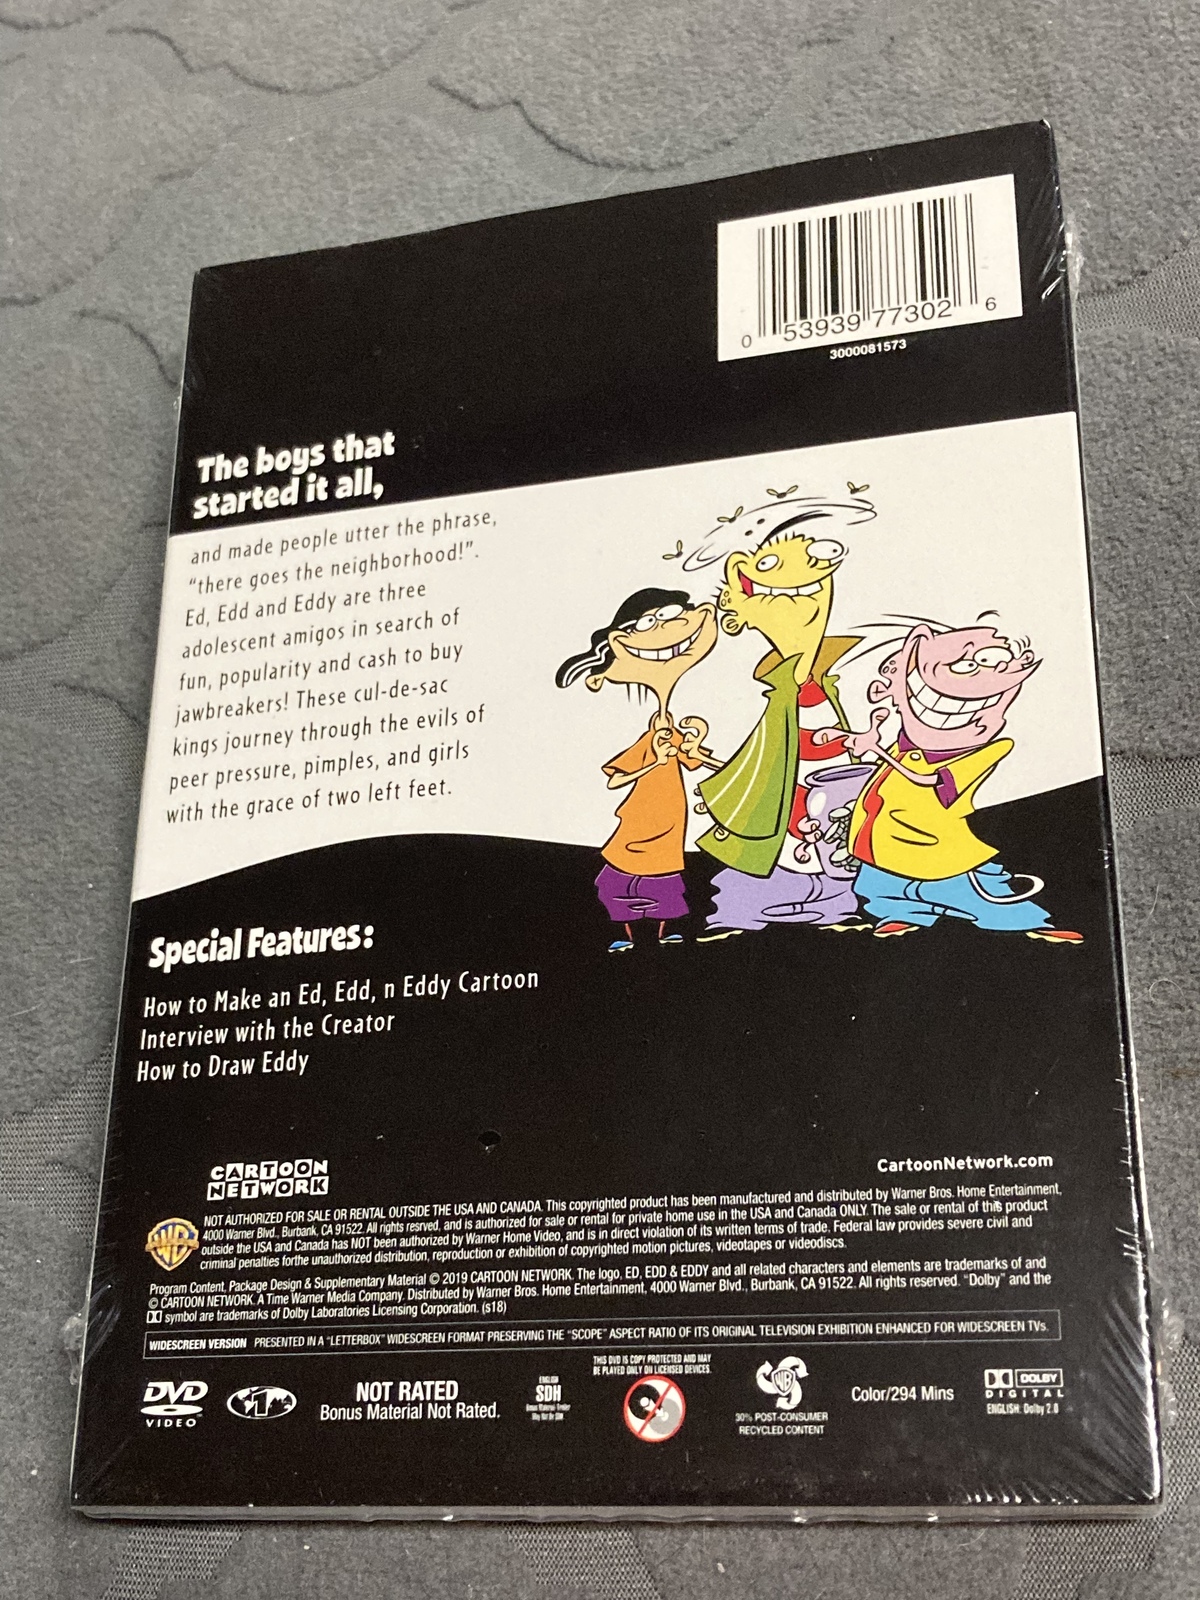 0 53939 77302 6
3000081573
The boys that
started it all,
and made people utter the phrase,
“there goes the neighborhood!”.
Ed, Edd and Eddy are three
adolescent amigos in search of
fun, popularity and cash to buy
jawbreakers! These cul-de-sac
kings journey through the evils of
peer pressure, pimples, and girls
with the grace of two left feet.
Special Features:
How to Make an Ed, Edd, n Eddy Cartoon
Interview with the Creator
How to Draw Eddy
CARTOON
NETWORK
CartoonNetwork.com
WB
NOT AUTHORIZED FOR SALE OR RENTAL OUTSIDE THE USA AND CANADA. This copyrighted product has been manufactured and distributed by Warner Bros. Home Entertainment,
4000 Warner Blvd., Burbank, CA 91522. All rights resrved, and is authorized for sale or rental for private home use in the USA and Canada ONLY. The sale or rental of this product
outside the USA and Canada has NOT been authorized by Warner Home Video, and is in direct violation of its written terms of trade. Federal law provides severe civil and
criminal penalties forthe unauthorized distribution, reproduction or exhibition of copyrighted motion pictures, videotapes or videodiscs.
Program Content, Package Design & Supplementary Material © 2019 CARTOON NETWORK. The logo, ED, EDD & EDDY and all related characters and elements are trademarks of and
© CARTOON NETWORK. A Time Warner Media Company. Distributed by Warner Bros. Home Entertainment, 4000 Warner Blvd., Burbank, CA 91522. All rights reserved. “Dolby” and the
symbol are trademarks of Dolby Laboratories Licensing Corporation. (s18)
WIDESCREEN VERSION PRESENTED IN A “LETTERBOX” WIDESCREEN FORMAT PRESERVING THE “SCOPE” ASPECT RATIO OF ITS ORIGINAL TELEVISION EXHIBITION ENHANCED FOR WIDESCREEN TVs.
DVD
VIDEO
1
NOT RATED
Bonus Material Not Rated.
ENGLISH
SDH
THIS DVD IS COPY PROTECTED AND MAY
BE PLAYED ONLY ON LICENSED DEVICES.
WB
30% POST-CONSUMER
RECYCLED CONTENT
Color/294 Mins
DOLBY
DIGITAL
ENGLISH: Dolby 2.0